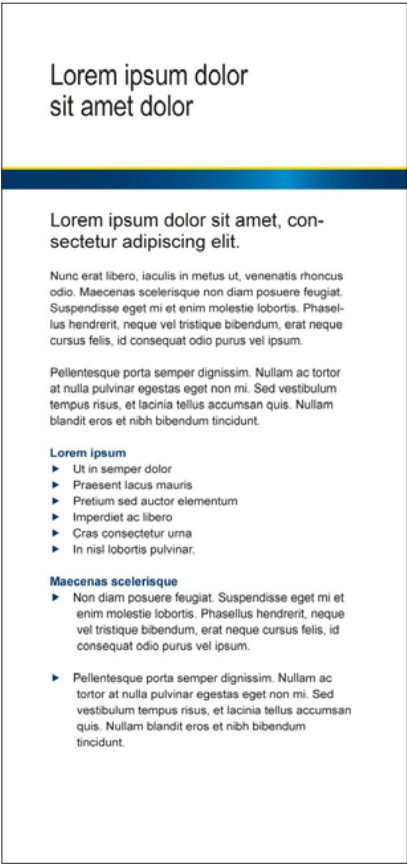 Lorem ipsum dolor
sit amet dolor
Lorem ipsum dolor sit amet, con-
sectetur adipiscing elit.
Nunc erat libero, iaculis in metus ut, venenatis rhoncus
odio. Maecenas scelerisque non diam posuere feugiat.
Suspendisse eget mi et enim molestie lobortis. Phasel-
lus hendrerit, neque vel tristique bibendum, erat neque
cursus felis, id consequat odio purus vel ipsum.
Pellentesque porta semper dignissim. Nullam ac tortor
at nulla pulvinar egestas eget non mi. Sed vestibulum
tempus risus, et lacinia tellus accumsan quis. Nullam
blandit eros et nibh bibendum tincidunt.
Lorem ipsum
► Ut in semper dolor
► Praesent lacus mauris
► Pretium sed auctor elementum
► Imperdiet ac libero
► Cras consectetur urna
► In nisl lobortis pulvinar.
Maecenas scelerisque
► Non diam posuere feugiat. Suspendisse eget mi et
enim molestie lobortis. Phasellus hendrerit, neque
vel tristique bibendum, erat neque cursus felis, id
consequat odio purus vel ipsum.
► Pellentesque porta semper dignissim. Nullam ac
tortor at nulla pulvinar egestas eget non mi. Sed
vestibulum tempus risus, et lacinia tellus accumsan
quis. Nullam blandit eros et nibh bibendum
tincidunt.